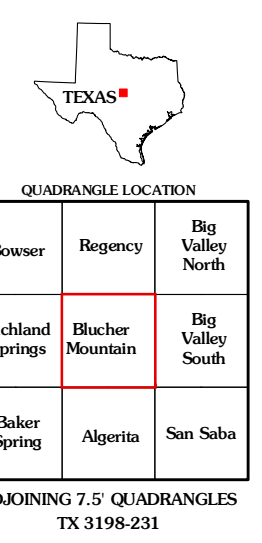 TEXAS
QUADRANGLE LOCATION
owser
Regency
Big
Valley
North
chland
prings
Blucher
Mountain
Big
Valley
South
Baker
pring
Algerita
San Saba
DJOINING 7.5' QUADRANGLES
TX 3198-231